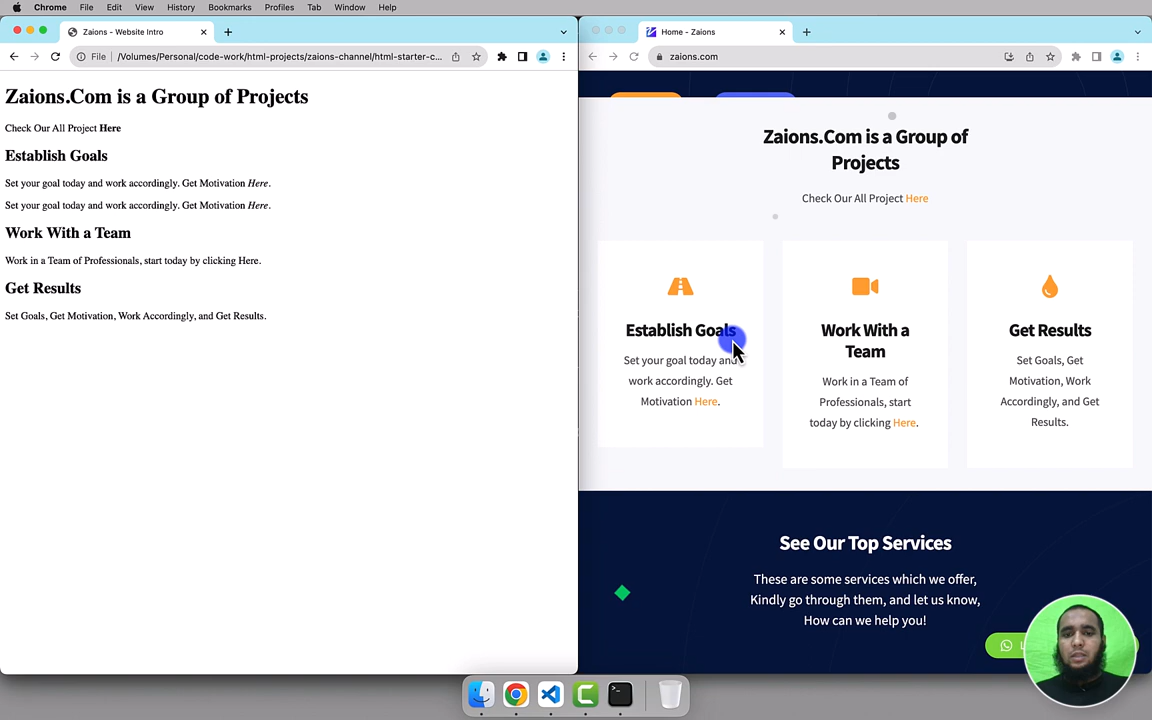 Chrome File Edit View History Bookmarks Profiles Tab Window Help
Zaions - Website Intro
File /Volumes/Personal/code-work/html-projects/zaions-channel/html-starter-c...
Zaions.Com is a Group of Projects
Check Our All Project Here
Establish Goals
Set your goal today and work accordingly. Get Motivation Here.
Set your goal today and work accordingly. Get Motivation Here.
Work With a Team
Work in a Team of Professionals, start today by clicking Here.
Get Results
Set Goals, Get Motivation, Work Accordingly, and Get Results.
Home - Zaions
zaions.com
Zaions.Com is a Group of
Projects
Check Our All Project Here
Establish Goals
Set your goal today and
work accordingly. Get
Motivation Here.
Work With a
Team
Work in a Team of
Professionals, start
today by clicking Here.
Get Results
Set Goals, Get
Motivation, Work
Accordingly, and Get
Results.
See Our Top Services
These are some services which we offer,
Kindly go through them, and let us know,
How can we help you!